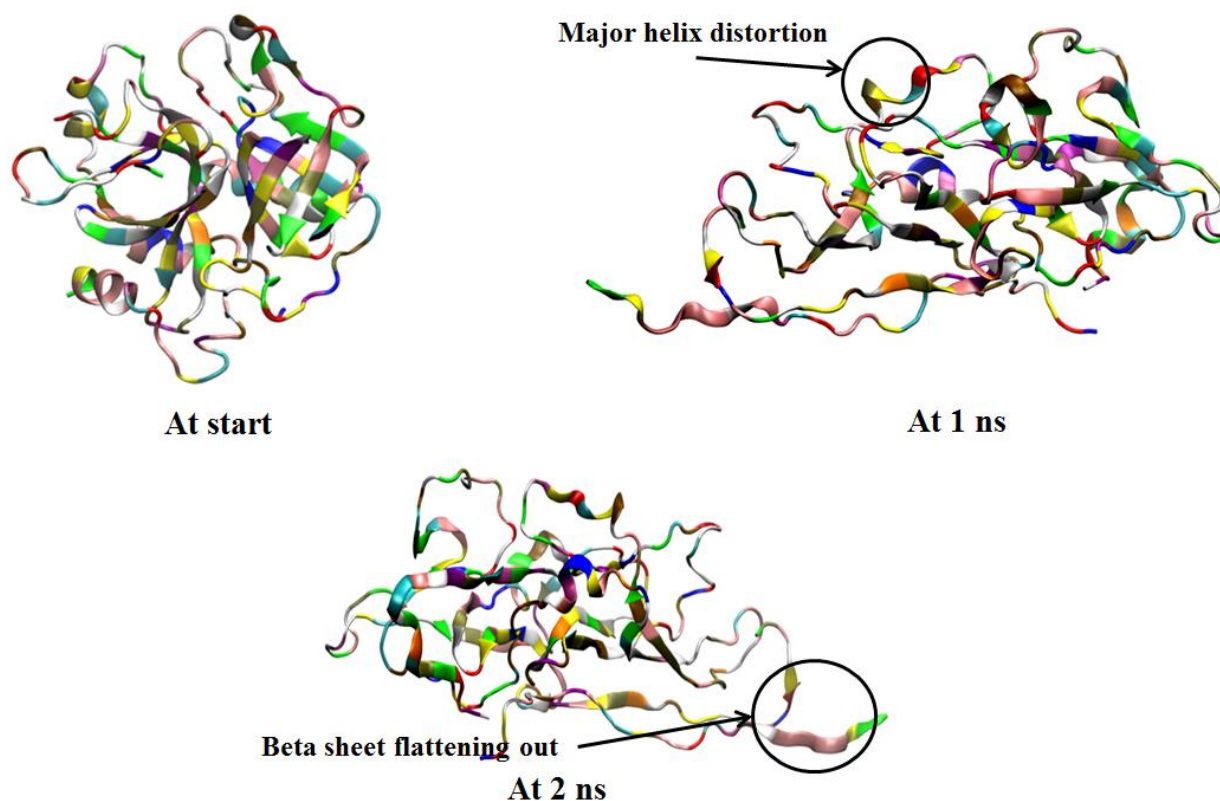 Major helix distortion
At start
At 1 ns
Beta sheet flattening out
At 2 ns